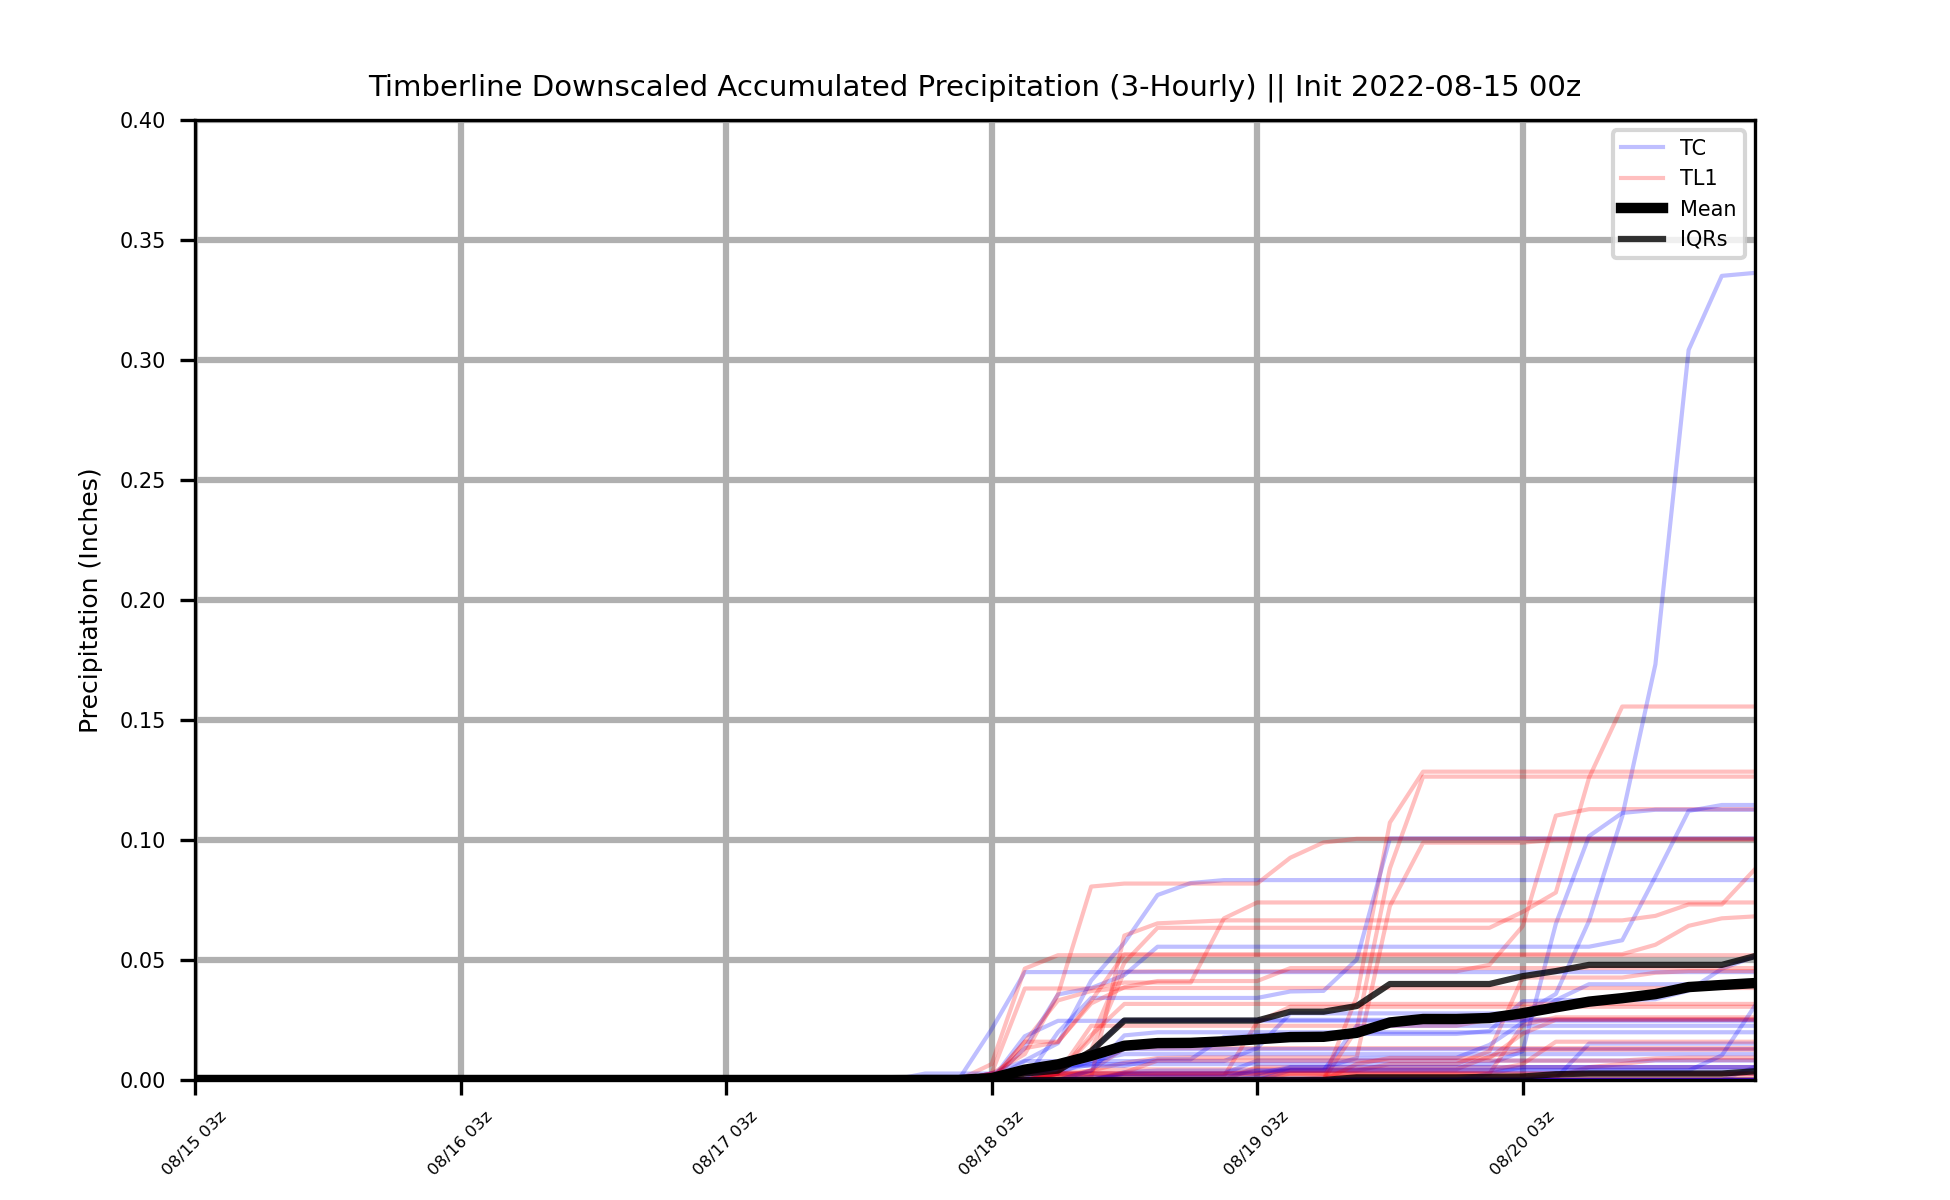 Timberline Downscaled Accumulated Precipitation (3-Hourly) || Init 2022-08-15 00z
TC
TL1
Mean
IQRs
Precipitation (Inches)
0.40
0.35
0.30
0.25
0.20
0.15
0.10
0.05
0.00
08/15 03z
08/16 03z
08/17 03z
08/18 03z
08/19 03z
08/20 03z